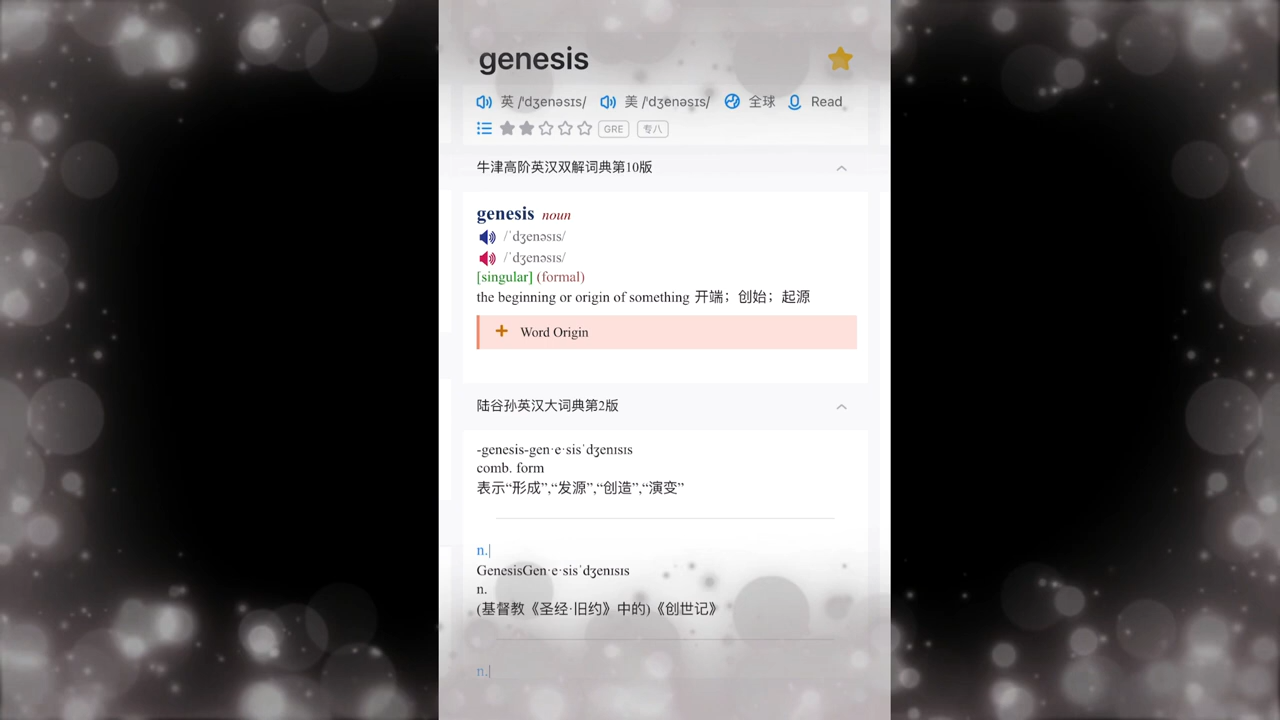 genesis
英 /'dʒenəsɪs/ 美 /'dʒenəsɪs/ 全球 Read
GRE 专八
牛津高阶英汉双解词典第10版
genesis noun
/ˈdʒenəsɪs/
/ˈdʒenəsɪs/
[singular] (formal)
the beginning or origin of something 开端；创始；起源
Word Origin
陆谷孙英汉大词典第2版
-genesis-gen·e·sisˈdʒenɪsɪs
comb. form
表示“形成”,“发源”,“创造”,“演变”
n.|
GenesisGen·e·sisˈdʒenɪsɪs
n.
(基督教《圣经·旧约》中的)《创世记》
n.|